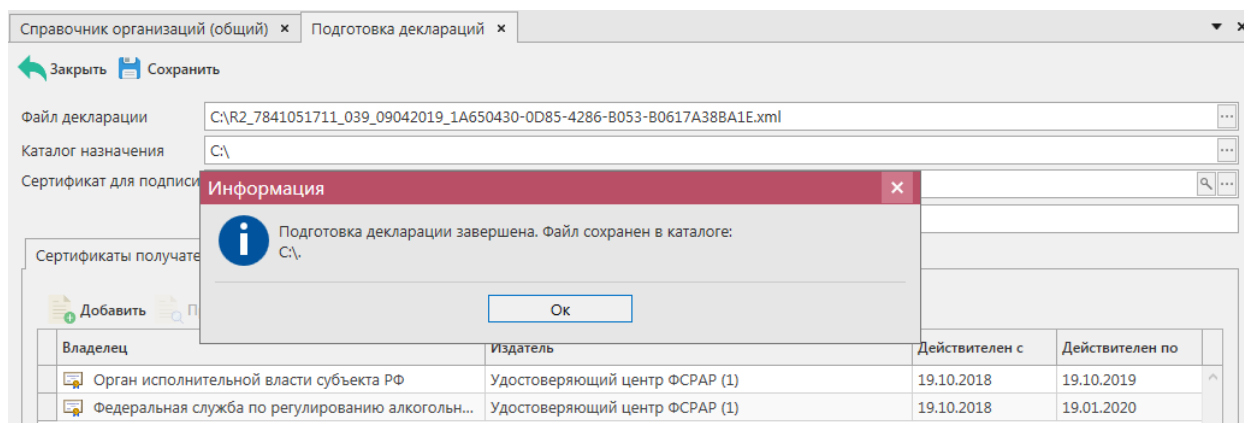 Справочник организаций (общий) × Подготовка деклараций ×
Закрыть Сохранить
Файл декларации C:\R2_7841051711_039_09042019_1A650430-0D85-4286-B053-B0617A38BA1E.xml
Каталог назначения C:\
Сертификат для подписи
Информация
Подготовка декларации завершена. Файл сохранен в каталоге:
C:\.
Ок
Сертификаты получате
Добавить
Владелец Издатель Действителен с Действителен по
Орган исполнительной власти субъекта РФ Удостоверяющий центр ФСРАР (1) 19.10.2018 19.10.2019
Федеральная служба по регулированию алкогольн... Удостоверяющий центр ФСРАР (1) 19.10.2018 19.01.2020